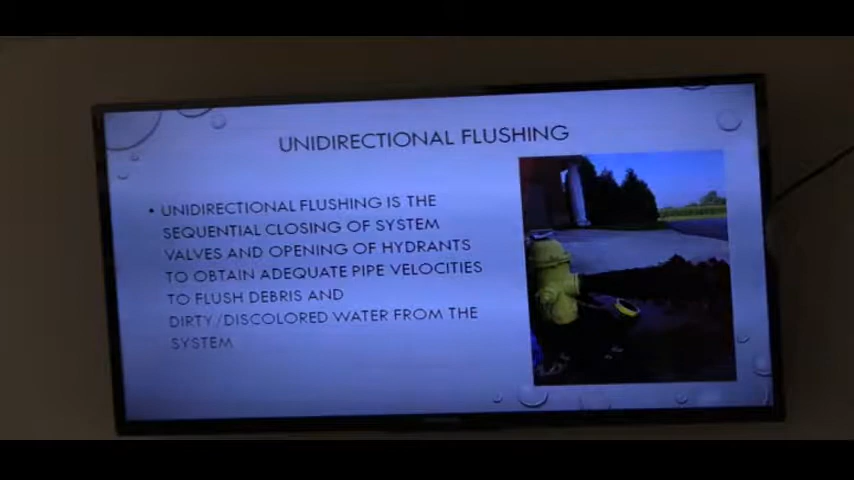 UNIDIRECTIONAL FLUSHING
• UNIDIRECTIONAL FLUSHING IS THE
SEQUENTIAL CLOSING OF SYSTEM
VALVES AND OPENING OF HYDRANTS
TO OBTAIN ADEQUATE PIPE VELOCITIES
TO FLUSH DEBRIS AND
DIRTY/DISCOLORED WATER FROM THE
SYSTEM